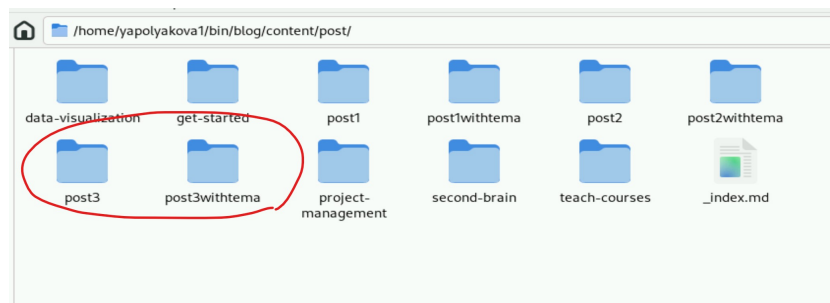 /home/yapolyakova1/bin/blog/content/post/
data-visualization get-started post1 post1withtema post2 post2withtema
post3 post3withtema project- second-brain teach-courses _index.md
management